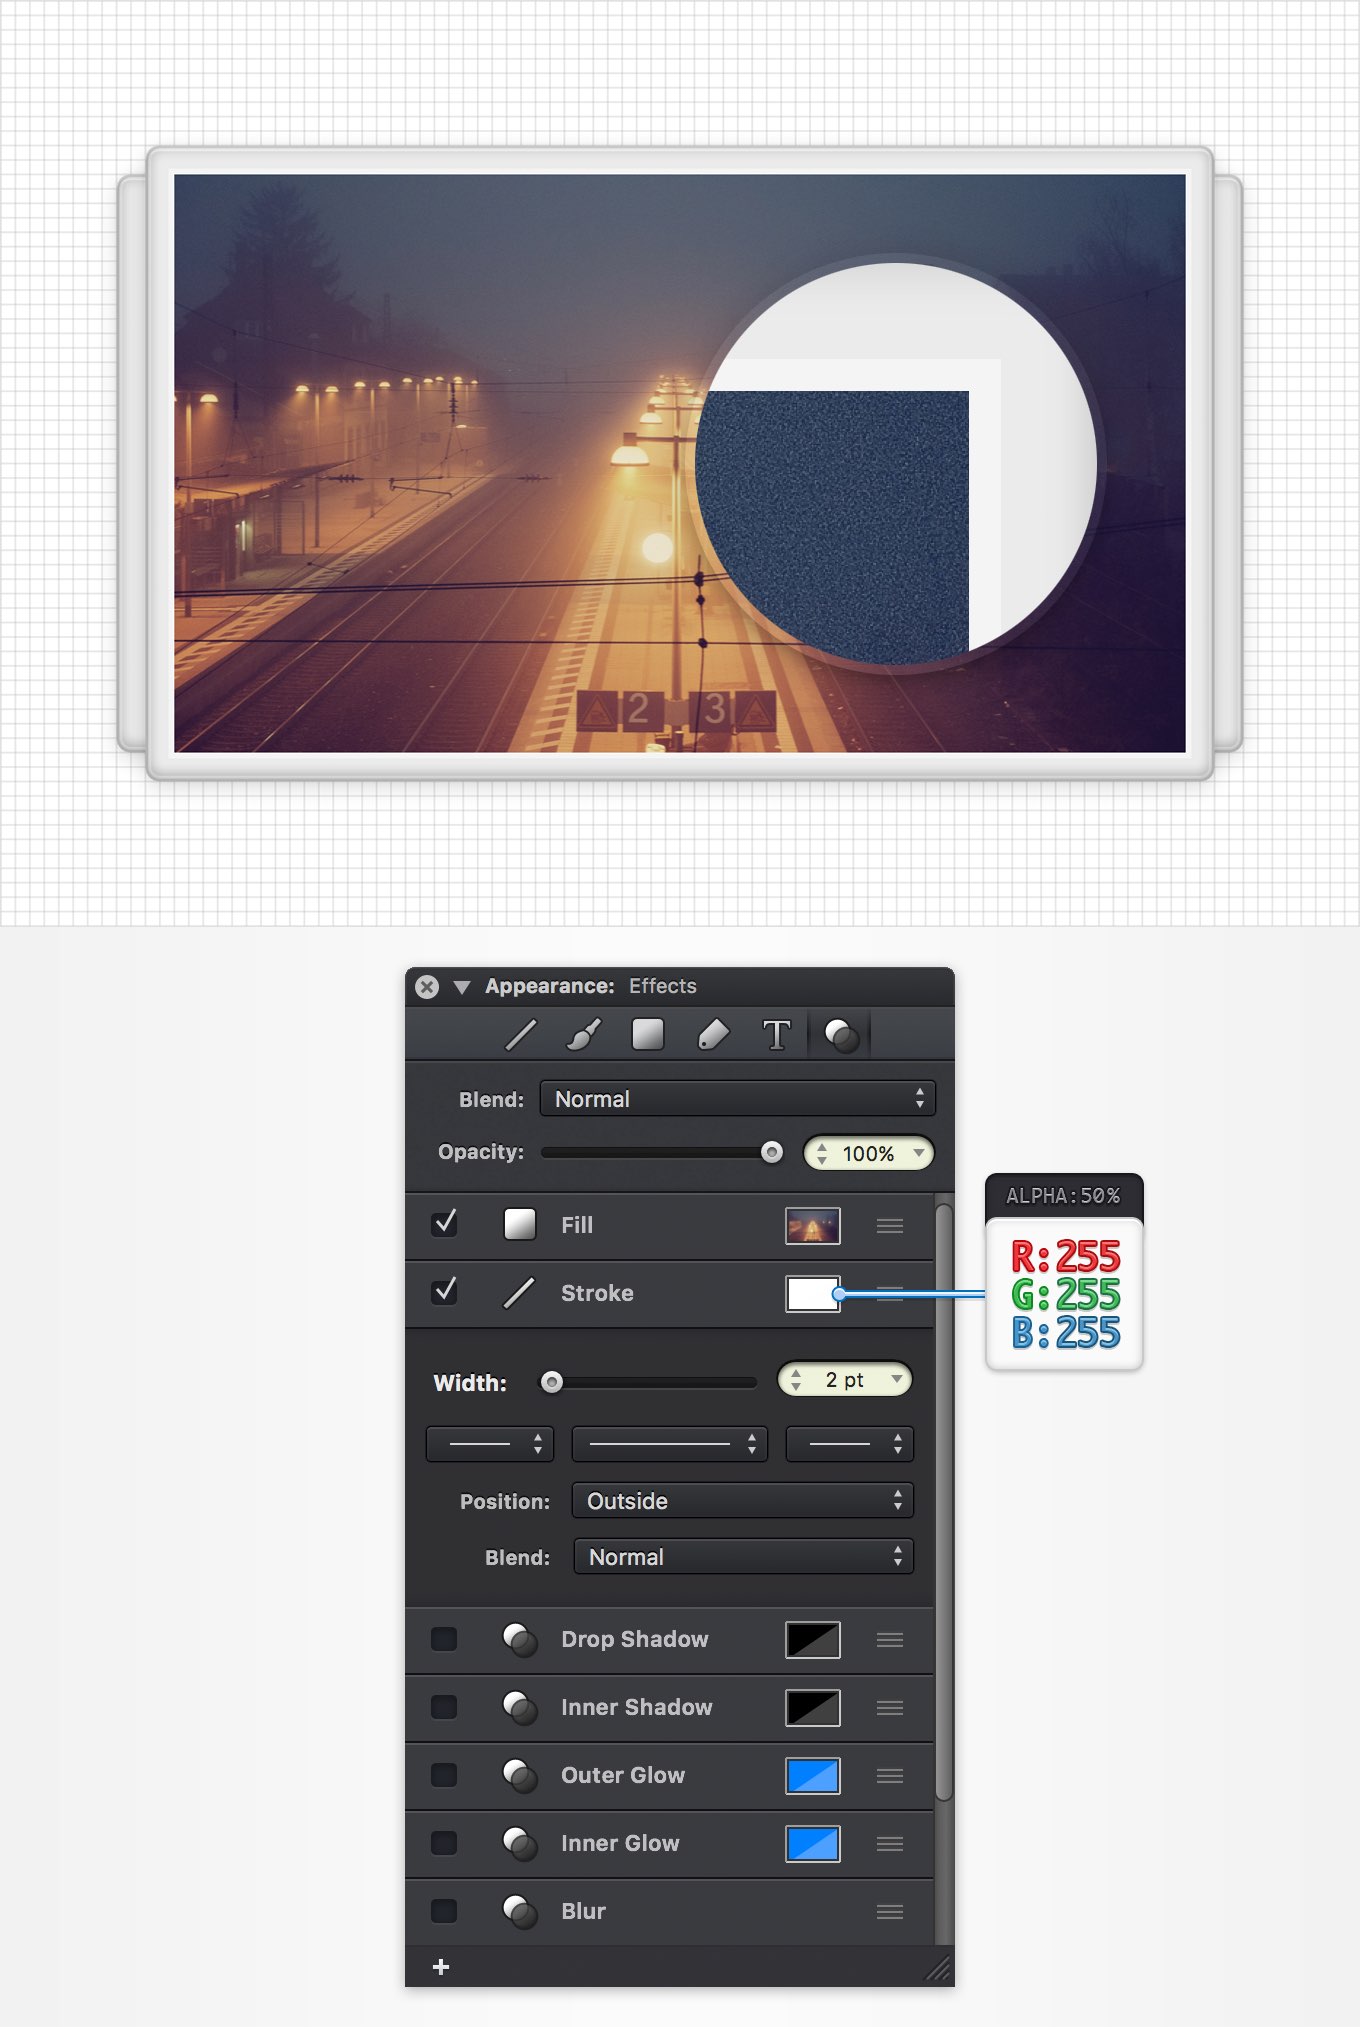 2 3
Appearance: Effects
T
Blend: Normal
Opacity: 100%
Fill
Stroke
ALPHA:50%
R:255
G:255
B:255
Width: 2 pt
Position: Outside
Blend: Normal
Drop Shadow
Inner Shadow
Outer Glow
Inner Glow
Blur